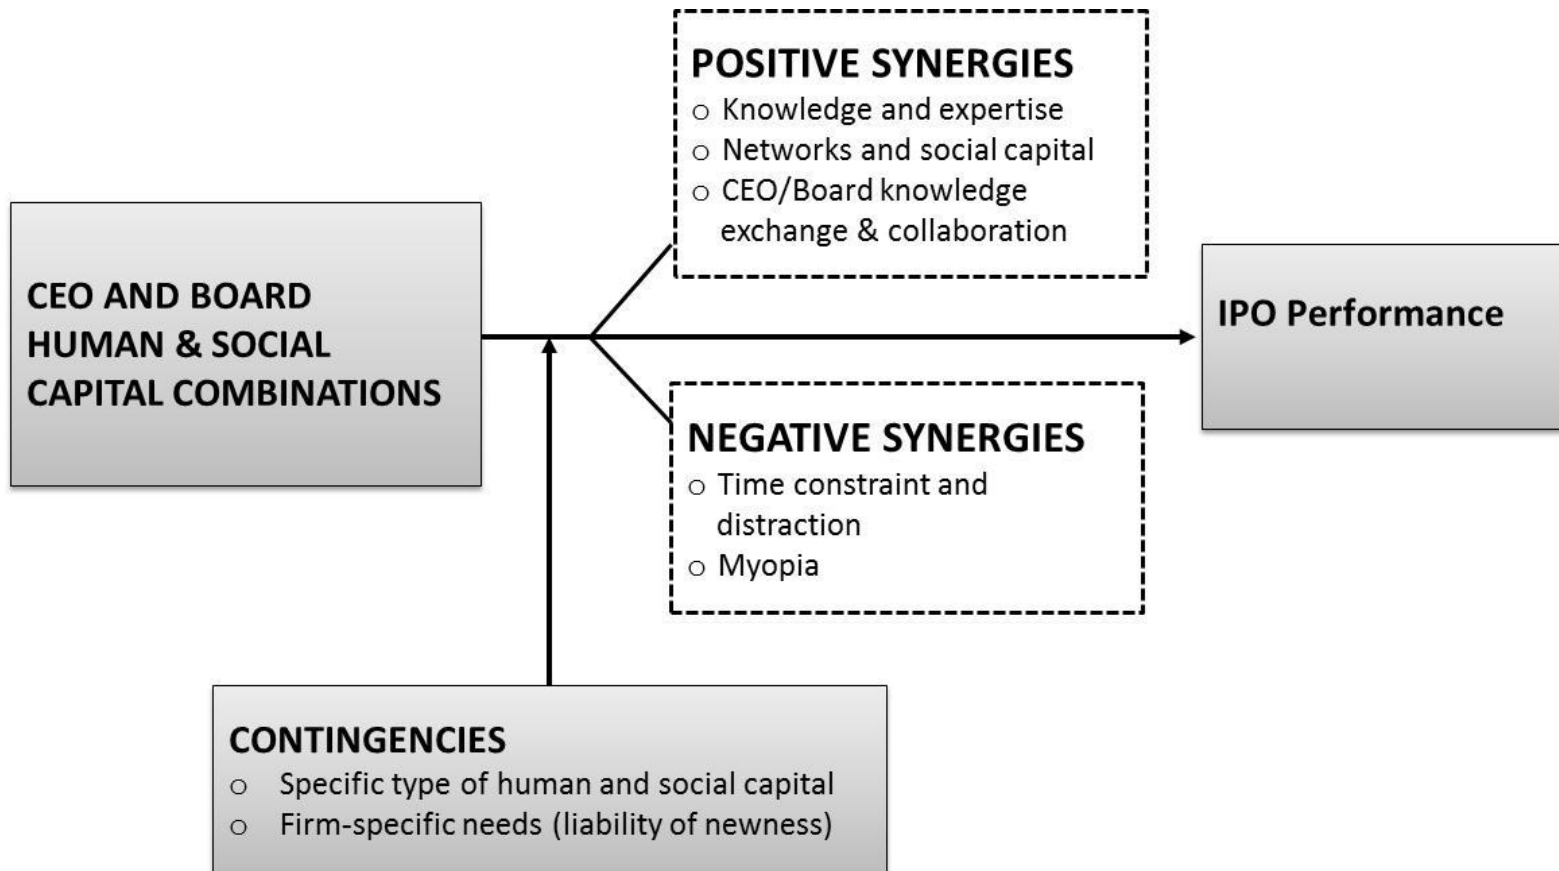 POSITIVE SYNERGIES
o Knowledge and expertise
o Networks and social capital
o CEO/Board knowledge
exchange & collaboration
CEO AND BOARD
HUMAN & SOCIAL
CAPITAL COMBINATIONS
IPO Performance
NEGATIVE SYNERGIES
o Time constraint and
distraction
o Myopia
CONTINGENCIES
o Specific type of human and social capital
o Firm-specific needs (liability of newness)